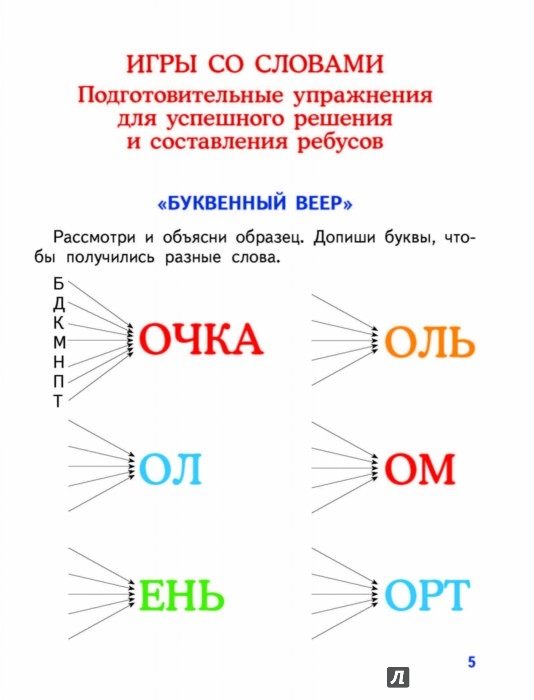 ИГРЫ СО СЛОВАМИ
Подготовительные упражнения
для успешного решения
и составления ребусов
«БУКВЕННЫЙ ВЕЕР»
Рассмотри и объясни образец. Допиши буквы, что-
бы получились разные слова.
Б
Д
К
М
Н
П
Т
ОЧКА
ОЛЬ
ОЛ
ОМ
ЕНЬ
ОРТ
5
Л